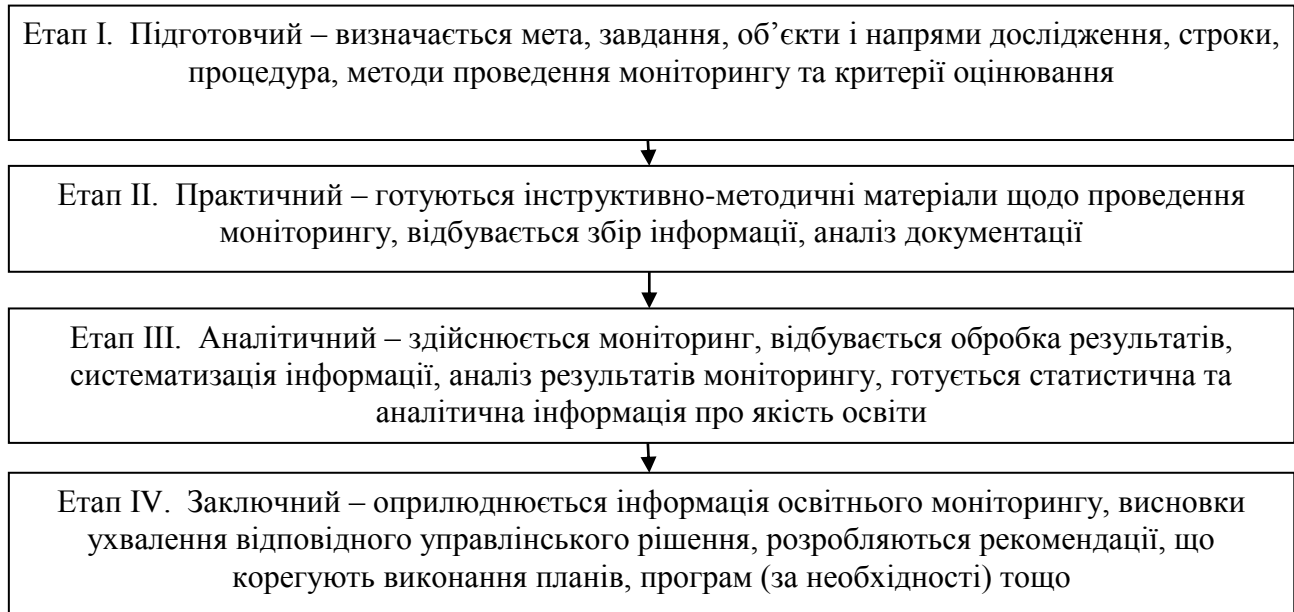 Етап I. Підготовчий – визначається мета, завдання, об’єкти і напрями дослідження, строки,
процедура, методи проведення моніторингу та критерії оцінювання
Етап II. Практичний – готуються інструктивно-методичні матеріали щодо проведення
моніторингу, відбувається збір інформації, аналіз документації
Етап III. Аналітичний – здійснюється моніторинг, відбувається обробка результатів,
систематизація інформації, аналіз результатів моніторингу, готується статистична та
аналітична інформація про якість освіти
Етап IV. Заключний – оприлюднюється інформація освітнього моніторингу, висновки
ухвалення відповідного управлінського рішення, розробляються рекомендації, що
корегують виконання планів, програм (за необхідності) тощо